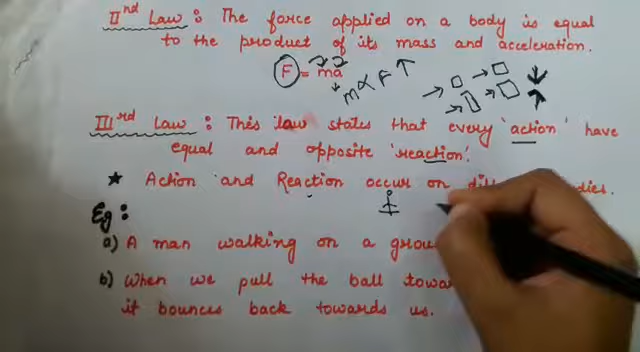 IInd Law : The force applied on a body is equal
to the product of its mass and acceleration.
F = ma
m ∝ F ↑
IIIrd Law : This law states that every 'action' have
equal and opposite 'reaction'.
★ Action and Reaction occur on
Eg :
a) A man walking on a
b) When we pull the ball
it bounces back towards us.